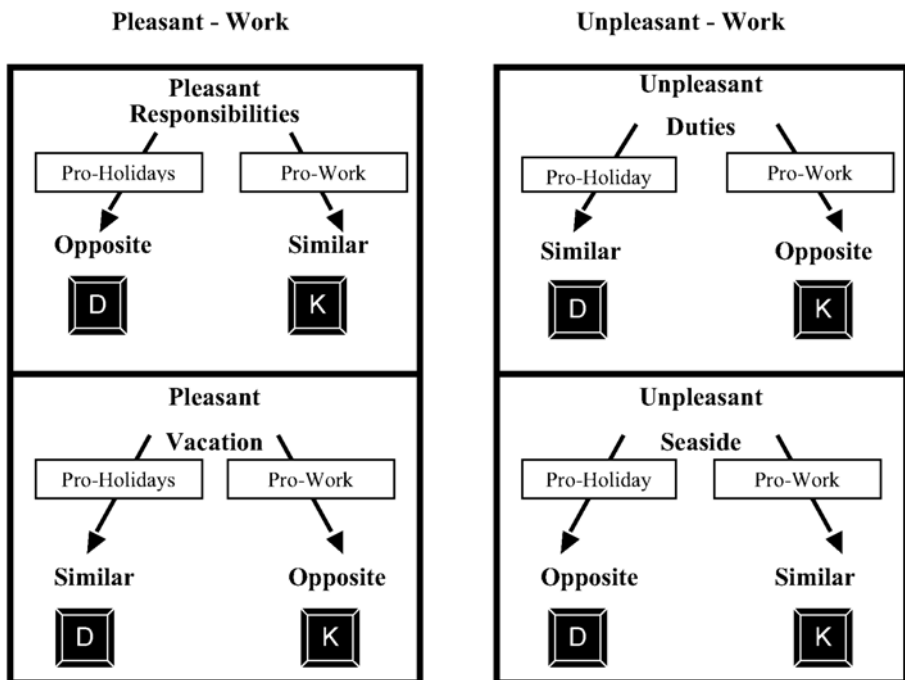 Pleasant - Work
Unpleasant - Work
Pleasant
Responsibilities
Pro-Holidays
Pro-Work
Opposite
Similar
D
K
Unpleasant
Duties
Pro-Holiday
Pro-Work
Similar
Opposite
D
K
Pleasant
Vacation
Pro-Holidays
Pro-Work
Similar
Opposite
D
K
Unpleasant
Seaside
Pro-Holiday
Pro-Work
Opposite
Similar
D
K